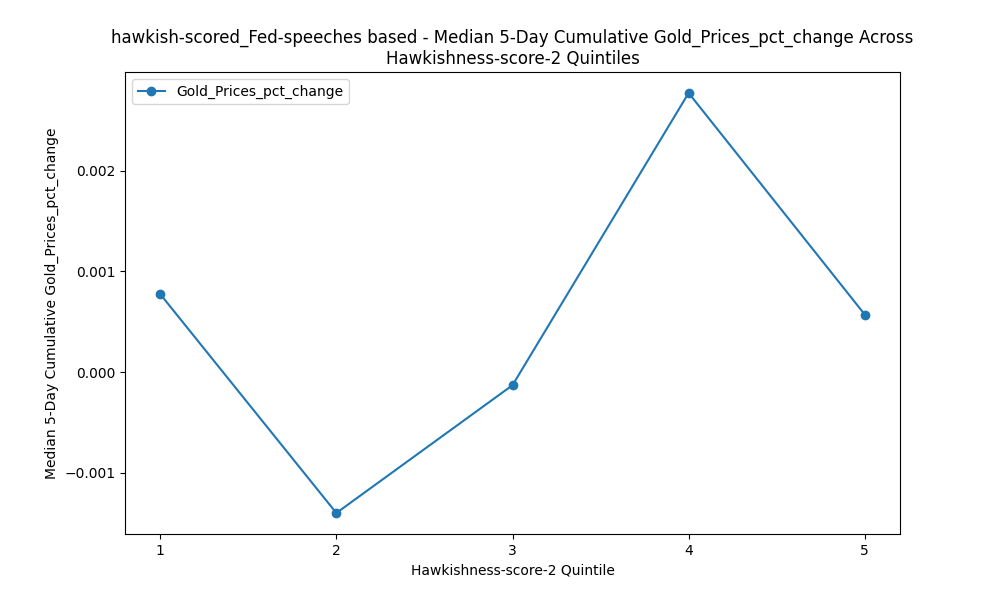 hawkish-scored_Fed-speeches based - Median 5-Day Cumulative Gold_Prices_pct_change Across
Hawkishness-score-2 Quintiles
Gold_Prices_pct_change
Median 5-Day Cumulative Gold_Prices_pct_change
0.002
0.001
0.000
−0.001
1 2 3 4 5
Hawkishness-score-2 Quintile